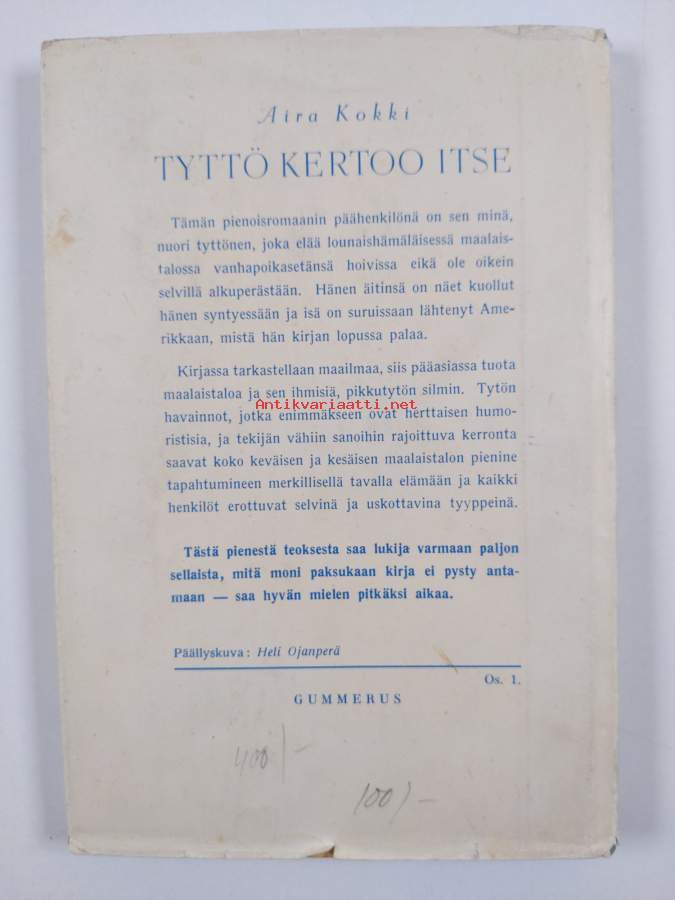 Aira Kokki
TYTTÖ KERTOO ITSE
Tämän pienoisromaanin päähenkilönä on sen minä,
nuori tyttönen, joka elää lounaishämäläisessä maalais-
talossa vanhapoikasetänsä hoivissa eikä ole oikein
selvillä alkuperästään. Hänen äitinsä on näet kuollut
hänen syntyessään ja isä on suruissaan lähtenyt Ame-
rikkaan, mistä hän kirjan lopussa palaa.
Kirjassa tarkastellaan maailmaa, siis pääasiassa tuota
maalaistaloa ja sen ihmisiä, pikkutytön silmin. Tytön
Antikvariaatti.net
havainnot, jotka enimmäkseen ovat herttaisen humo-
ristisia, ja tekijän vähiin sanoihin rajoittuva kerronta
saavat koko keväisen ja kesäisen maalaistalon pienine
tapahtumineen merkillisellä tavalla elämään ja kaikki
henkilöt erottuvat selvinä ja uskottavina tyyppeinä.
Tästä pienestä teoksesta saa lukija varmaan paljon
sellaista, mitä moni paksukaan kirja ei pysty anta-
maan — saa hyvän mielen pitkäksi aikaa.
Päällyskuva: Heli Ojanperä
Os. 1.
GUMMERUS
400/-
100/-